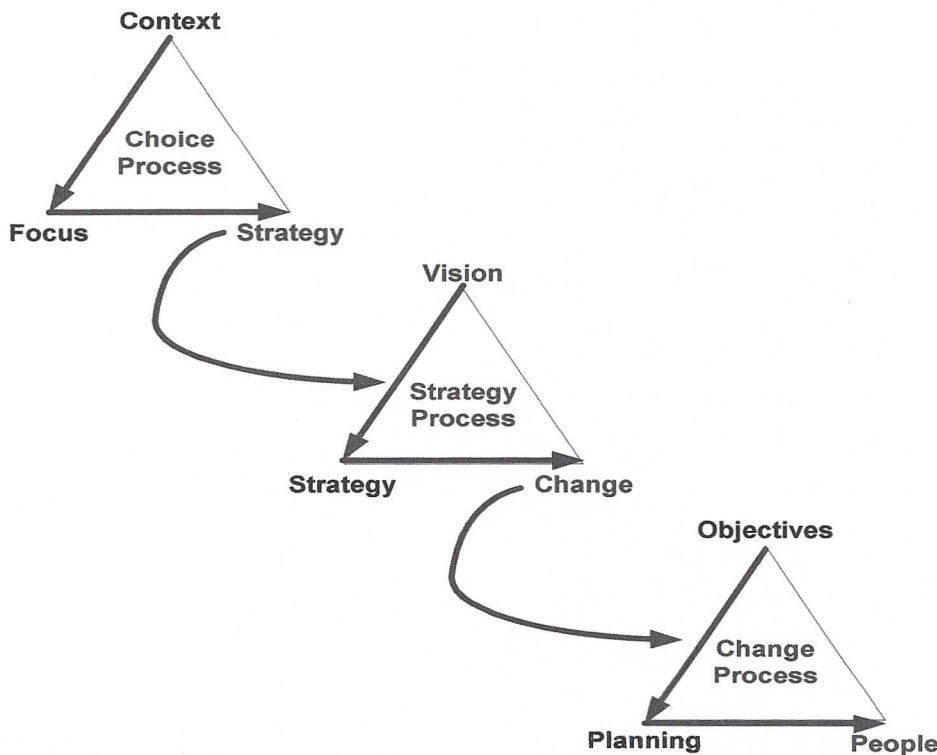 Context
Choice
Process
Focus
Strategy
Vision
Strategy
Process
Strategy
Change
Objectives
Change
Process
Planning
People